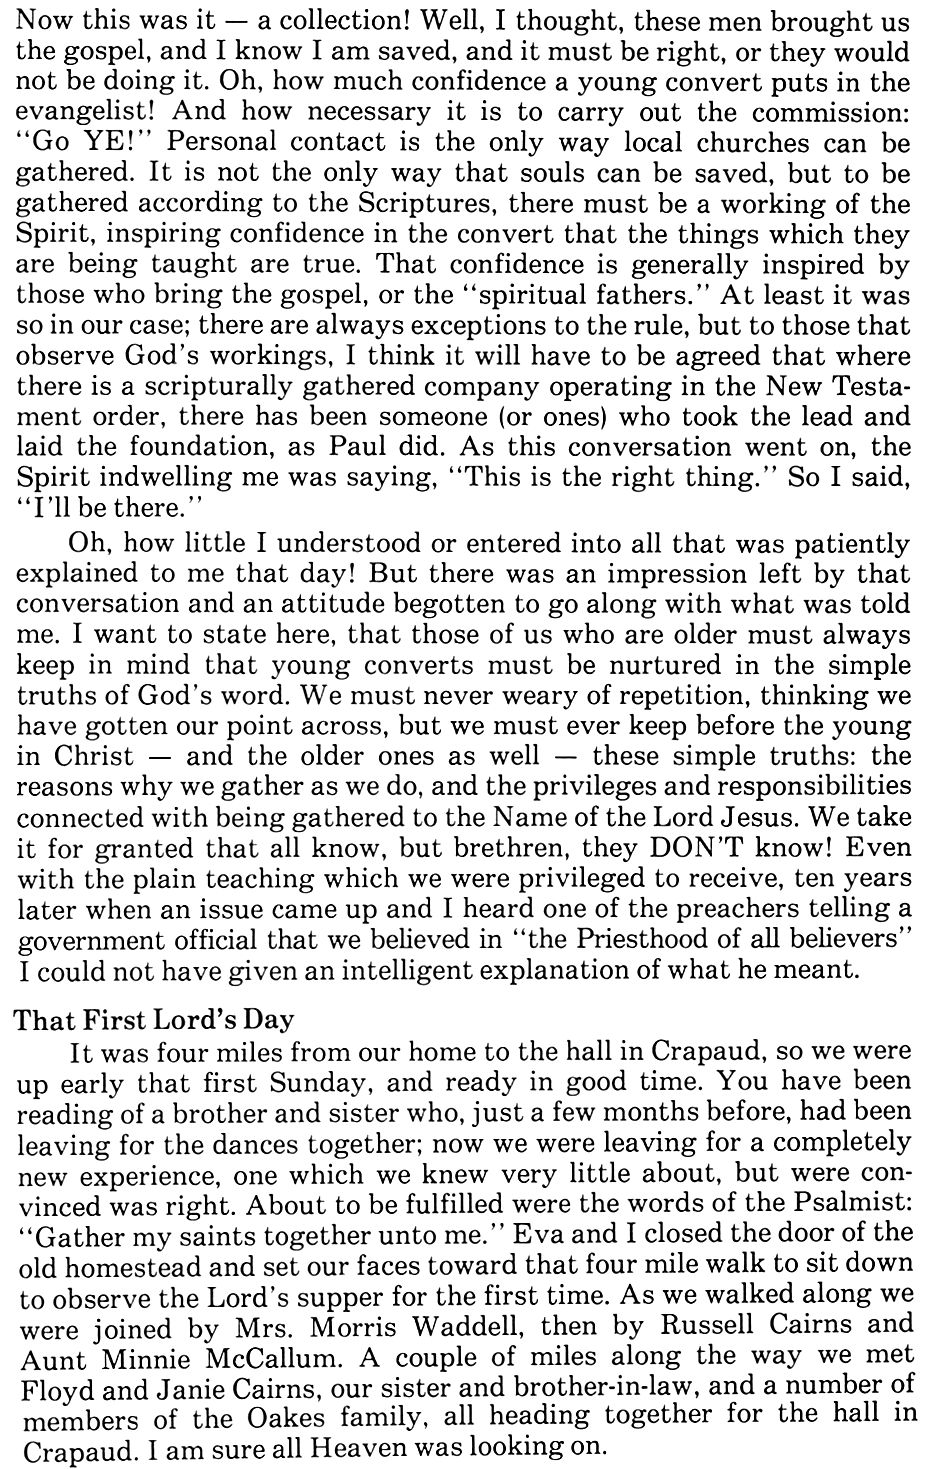 Now this was it — a collection! Well, I thought, these men brought us
the gospel, and I know I am saved, and it must be right, or they would
not be doing it. Oh, how much confidence a young convert puts in the
evangelist! And how necessary it is to carry out the commission:
"Go YE!" Personal contact is the only way local churches can be
gathered. It is not the only way that souls can be saved, but to be
gathered according to the Scriptures, there must be a working of the
Spirit, inspiring confidence in the convert that the things which they
are being taught are true. That confidence is generally inspired by
those who bring the gospel, or the "spiritual fathers." At least it was
so in our case; there are always exceptions to the rule, but to those that
observe God's workings, I think it will have to be agreed that where
there is a scripturally gathered company operating in the New Testa-
ment order, there has been someone (or ones) who took the lead and
laid the foundation, as Paul did. As this conversation went on, the
Spirit indwelling me was saying, "This is the right thing." So I said,
"I'll be there."
Oh, how little I understood or entered into all that was patiently
explained to me that day! But there was an impression left by that
conversation and an attitude begotten to go along with what was told
me. I want to state here, that those of us who are older must always
keep in mind that young converts must be nurtured in the simple
truths of God's word. We must never weary of repetition, thinking we
have gotten our point across, but we must ever keep before the young
in Christ — and the older ones as well — these simple truths: the
reasons why we gather as we do, and the privileges and responsibilities
connected with being gathered to the Name of the Lord Jesus. We take
it for granted that all know, but brethren, they DON'T know! Even
with the plain teaching which we were privileged to receive, ten years
later when an issue came up and I heard one of the preachers telling a
government official that we believed in "the Priesthood of all believers"
I could not have given an intelligent explanation of what he meant.
That First Lord's Day
It was four miles from our home to the hall in Crapaud, so we were
up early that first Sunday, and ready in good time. You have been
reading of a brother and sister who, just a few months before, had been
leaving for the dances together; now we were leaving for a completely
new experience, one which we knew very little about, but were con-
vinced was right. About to be fulfilled were the words of the Psalmist:
"Gather my saints together unto me." Eva and I closed the door of the
old homestead and set our faces toward that four mile walk to sit down
to observe the Lord's supper for the first time. As we walked along we
were joined by Mrs. Morris Waddell, then by Russell Cairns and
Aunt Minnie McCallum. A couple of miles along the way we met
Floyd and Janie Cairns, our sister and brother-in-law, and a number of
members of the Oakes family, all heading together for the hall in
Crapaud. I am sure all Heaven was looking on.